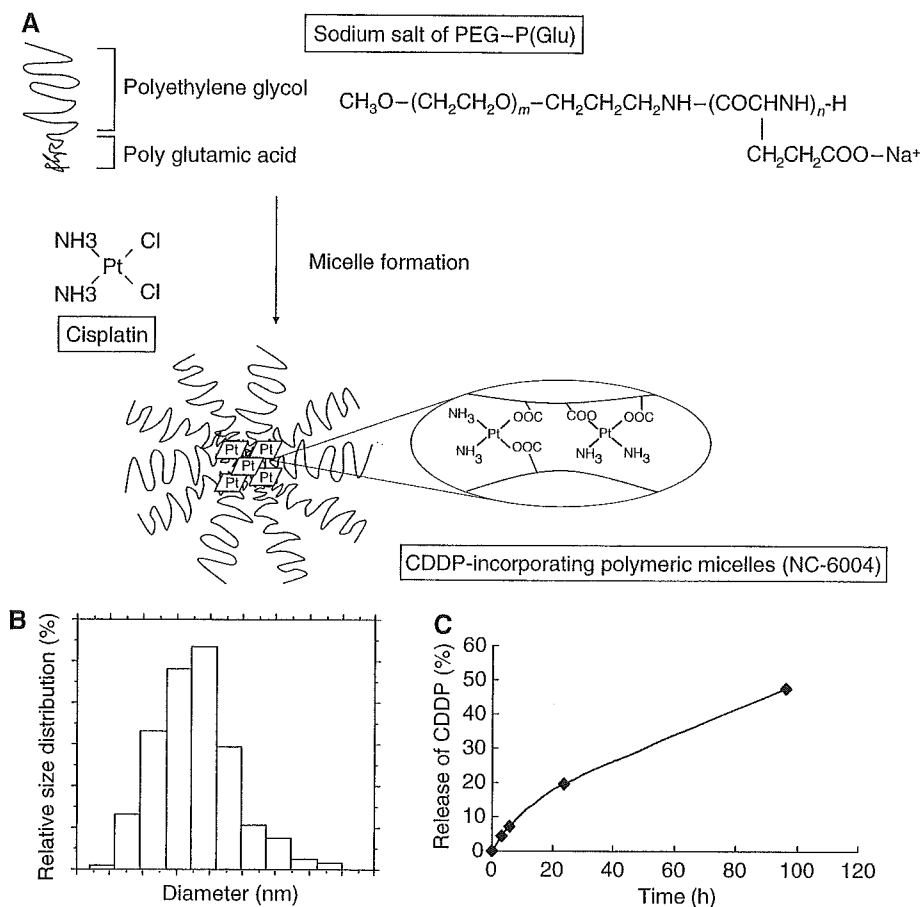 A
Sodium salt of PEG–P(Glu)
Polyethylene glycol
Poly glutamic acid
CH₃O–(CH₂CH₂O)ₘ–CH₂CH₂CH₂NH–(COCHNH)ₙ-H
CH₂CH₂COO–Na⁺
NH3 Cl
Pt
NH3 Cl
Cisplatin
Micelle formation
Pt Pt
Pt
Pt Pt
NH₃ OOC COO OOC
Pt Pt
NH₃ OOC NH₃ NH₃
CDDP-incorporating polymeric micelles (NC-6004)
B
Relative size distribution (%)
Diameter (nm)
C
Release of CDDP (%)
60
50
40
30
20
10
0
0 20 40 60 80 100 120
Time (h)